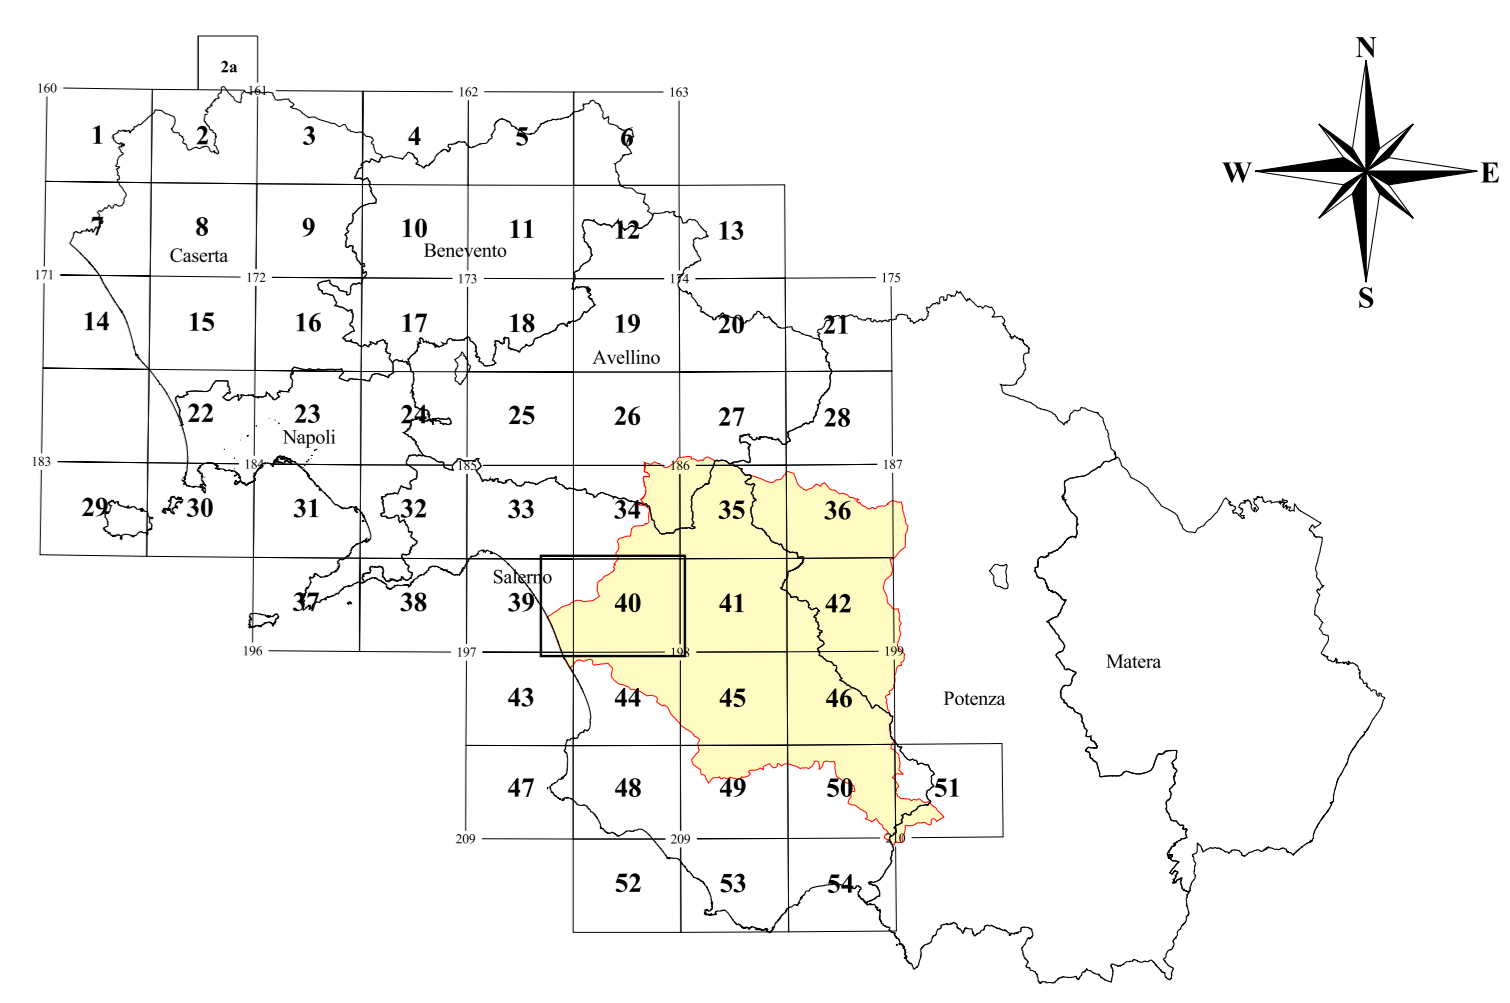 N
2a
160 161 162 163
1 2 3 4 5 6
W E
7 8 9 10 11 12 13
Caserta Benevento
171 172 173 174 175
S
14 15 16 17 18 19 20 21
Avellino
22 23 24 25 26 27 28
Napoli
183 184 185 186 187
29 30 31 32 33 34 35 36
Salerno
37 38 39 40 41 42
196 197 198 199
Matera
43 44 45 46 Potenza
47 48 49 50 51
209 209 210
52 53 54